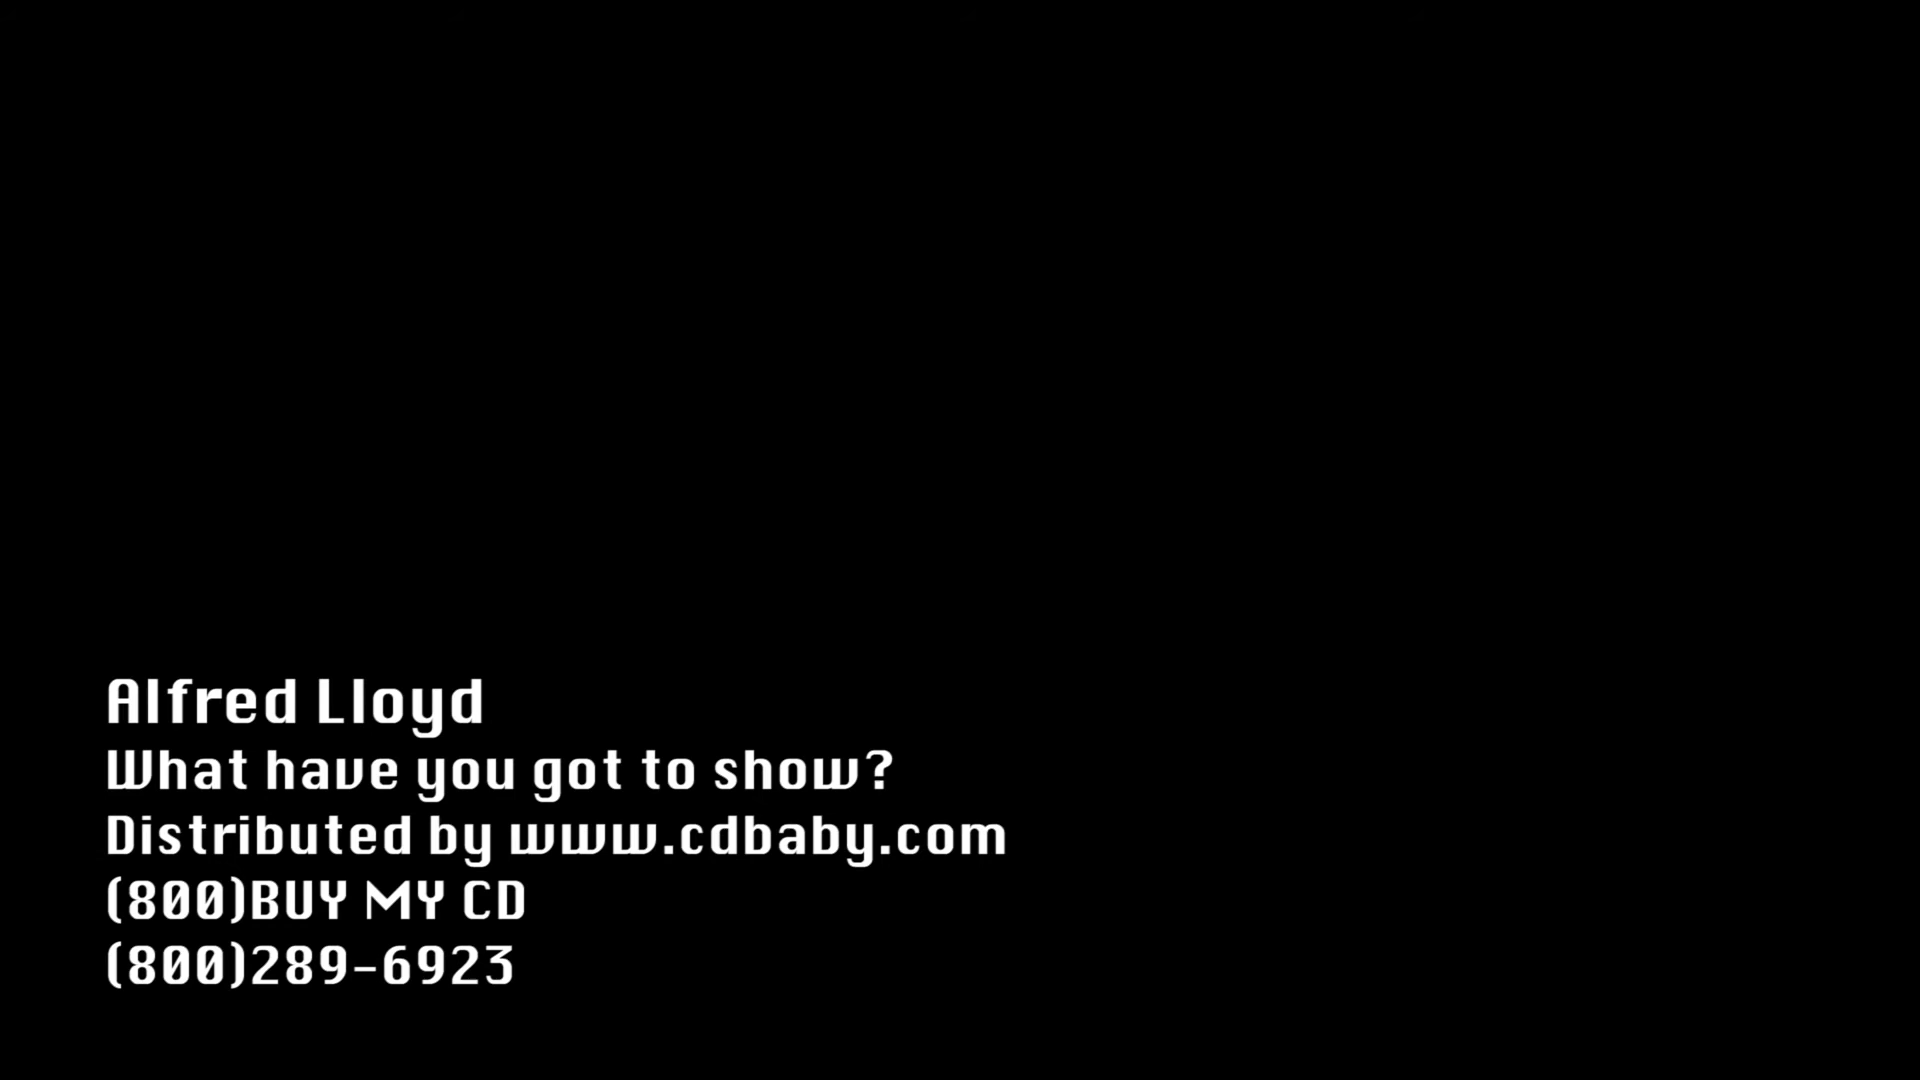 Alfred Lloyd
What have you got to show?
Distributed by www.cdbaby.com
(800)BUY MY CD
(800)289-6923